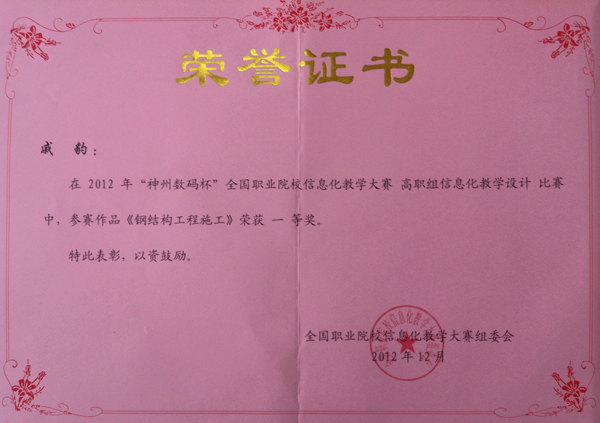 荣誉证书
戚 豹：
在 2012 年“神州数码杯”全国职业院校信息化教学大赛 高职组信息化教学设计 比赛
中，参赛作品《钢结构工程施工》荣获 一 等奖。
特此表彰，以资鼓励。
全国职业院校信息化教学大赛组委会
2012 年 12 月